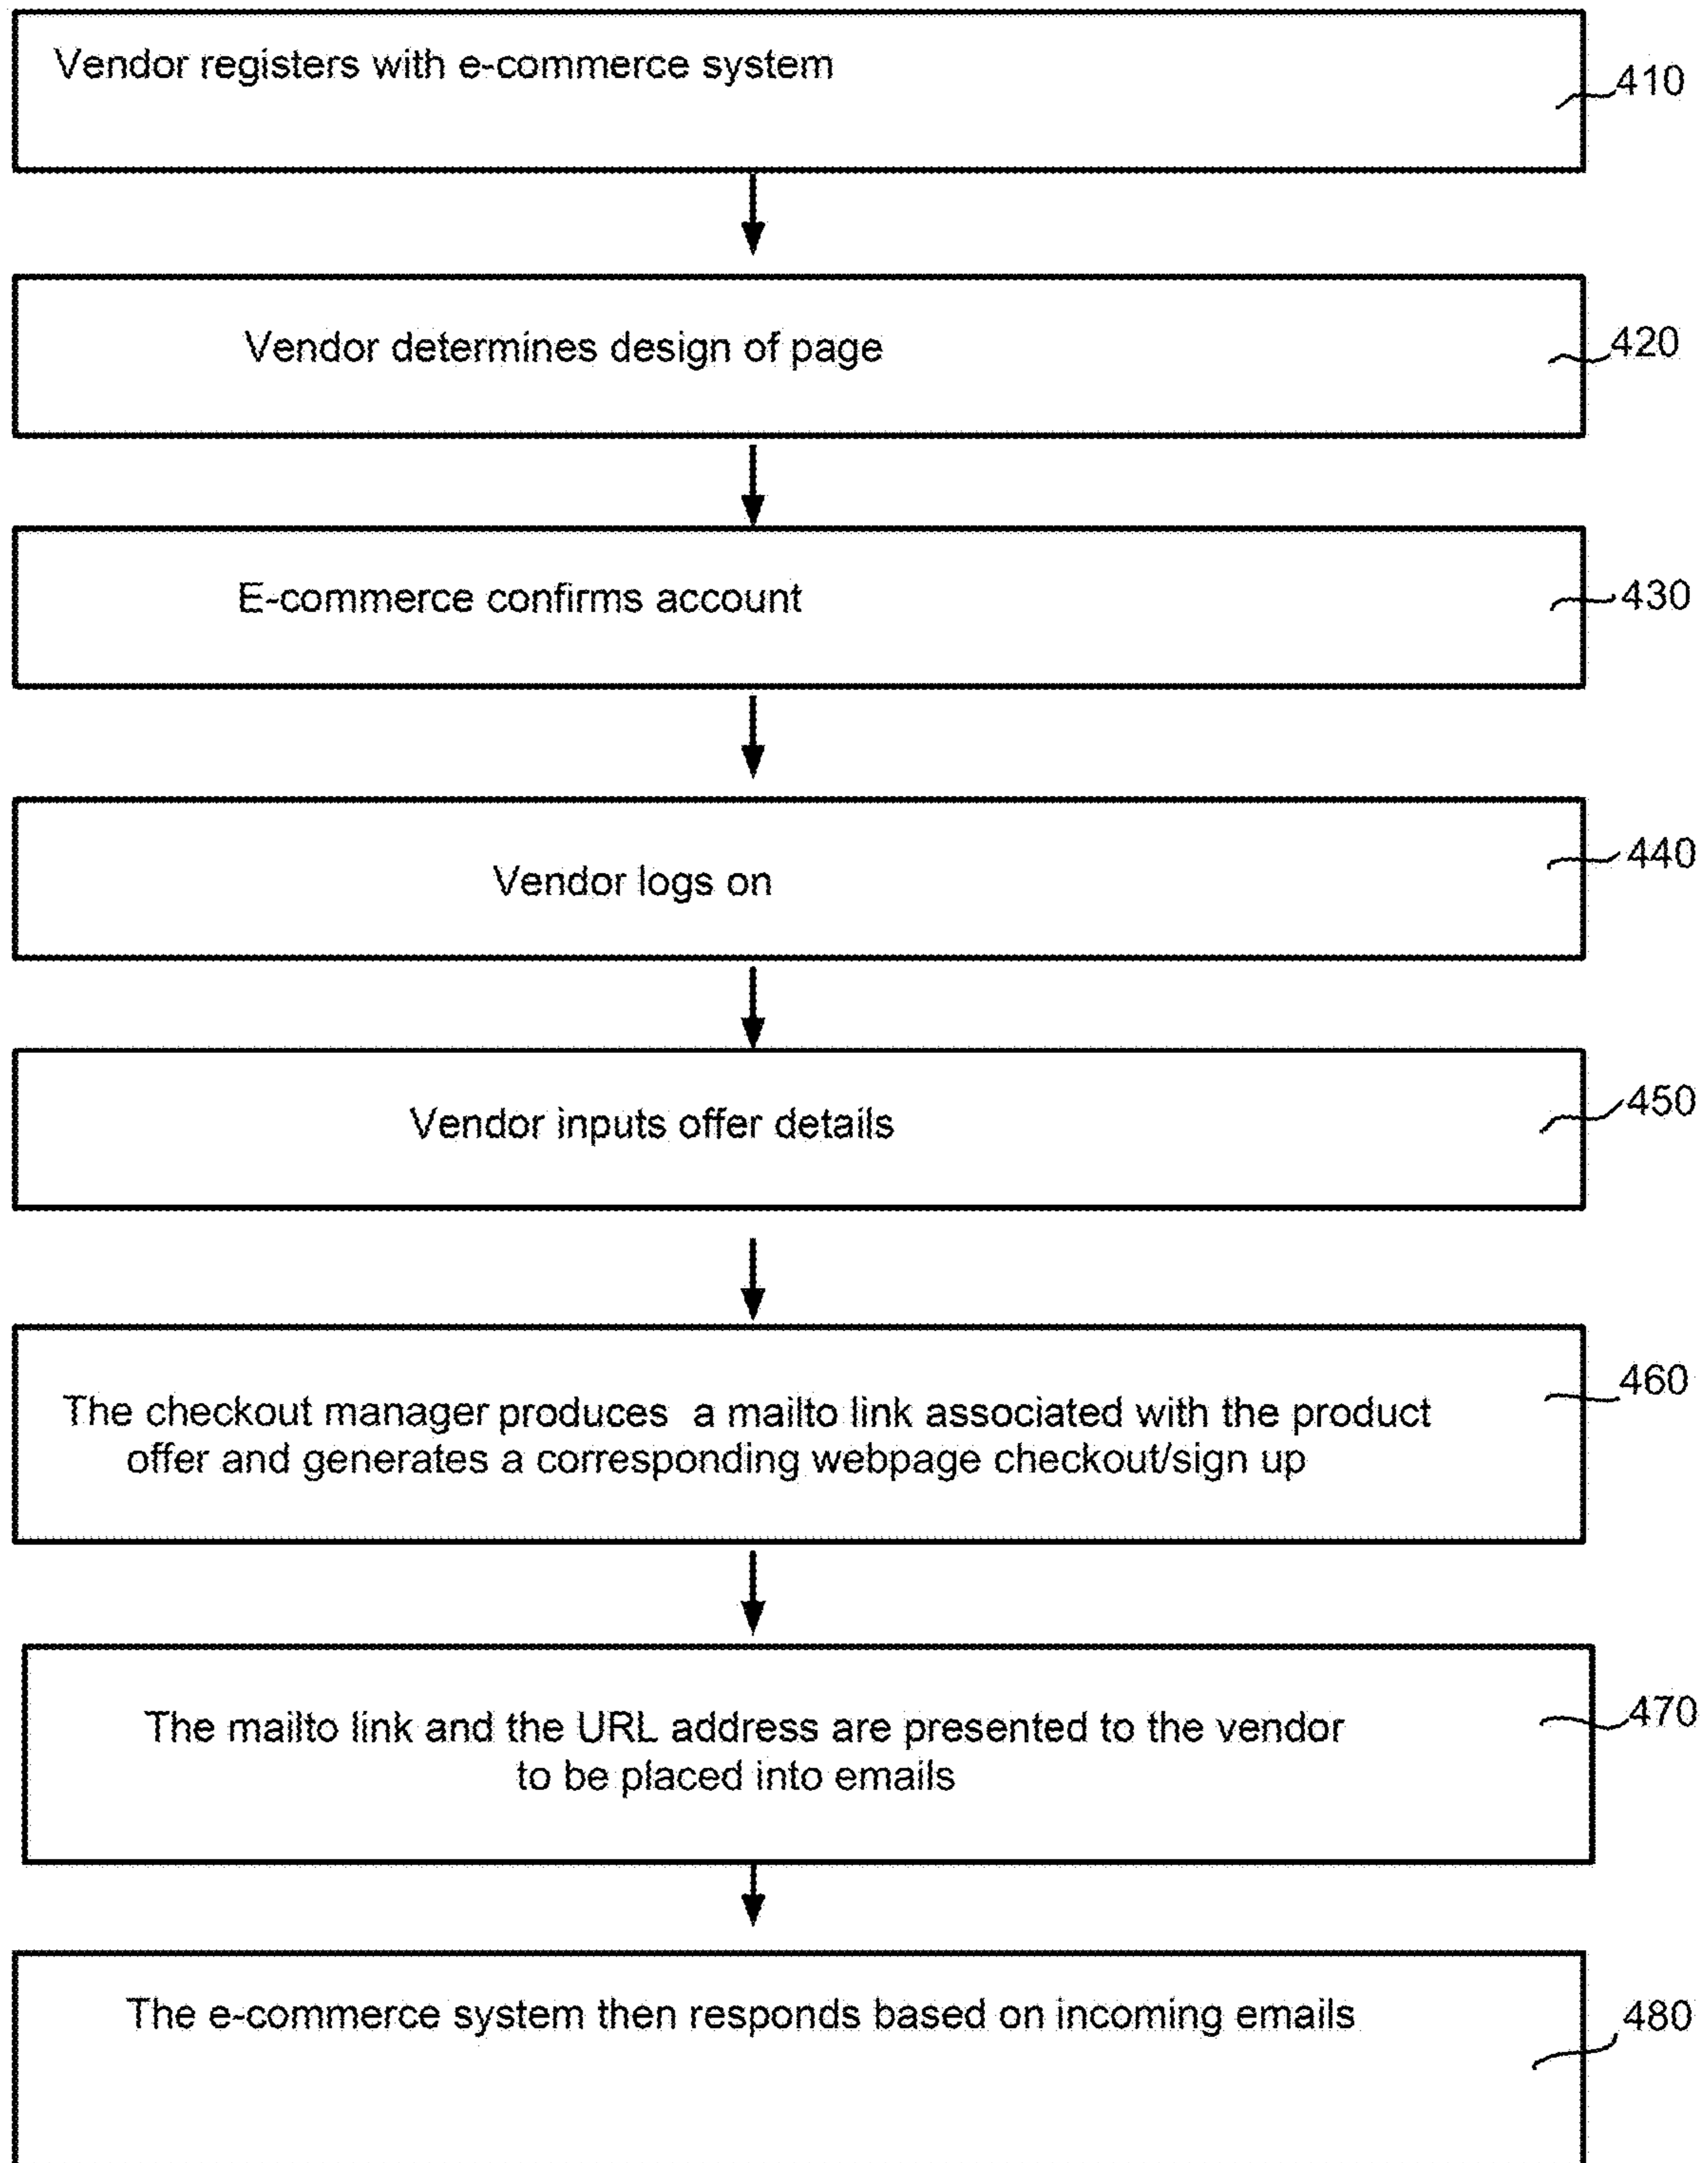 Vendor registers with e-commerce system
410
Vendor determines design of page
420
E-commerce confirms account
430
Vendor logs on
440
Vendor inputs offer details
450
The checkout manager produces a mailto link associated with the product
offer and generates a corresponding webpage checkout/sign up
460
The mailto link and the URL address are presented to the vendor
to be placed into emails
470
The e-commerce system then responds based on incoming emails
480